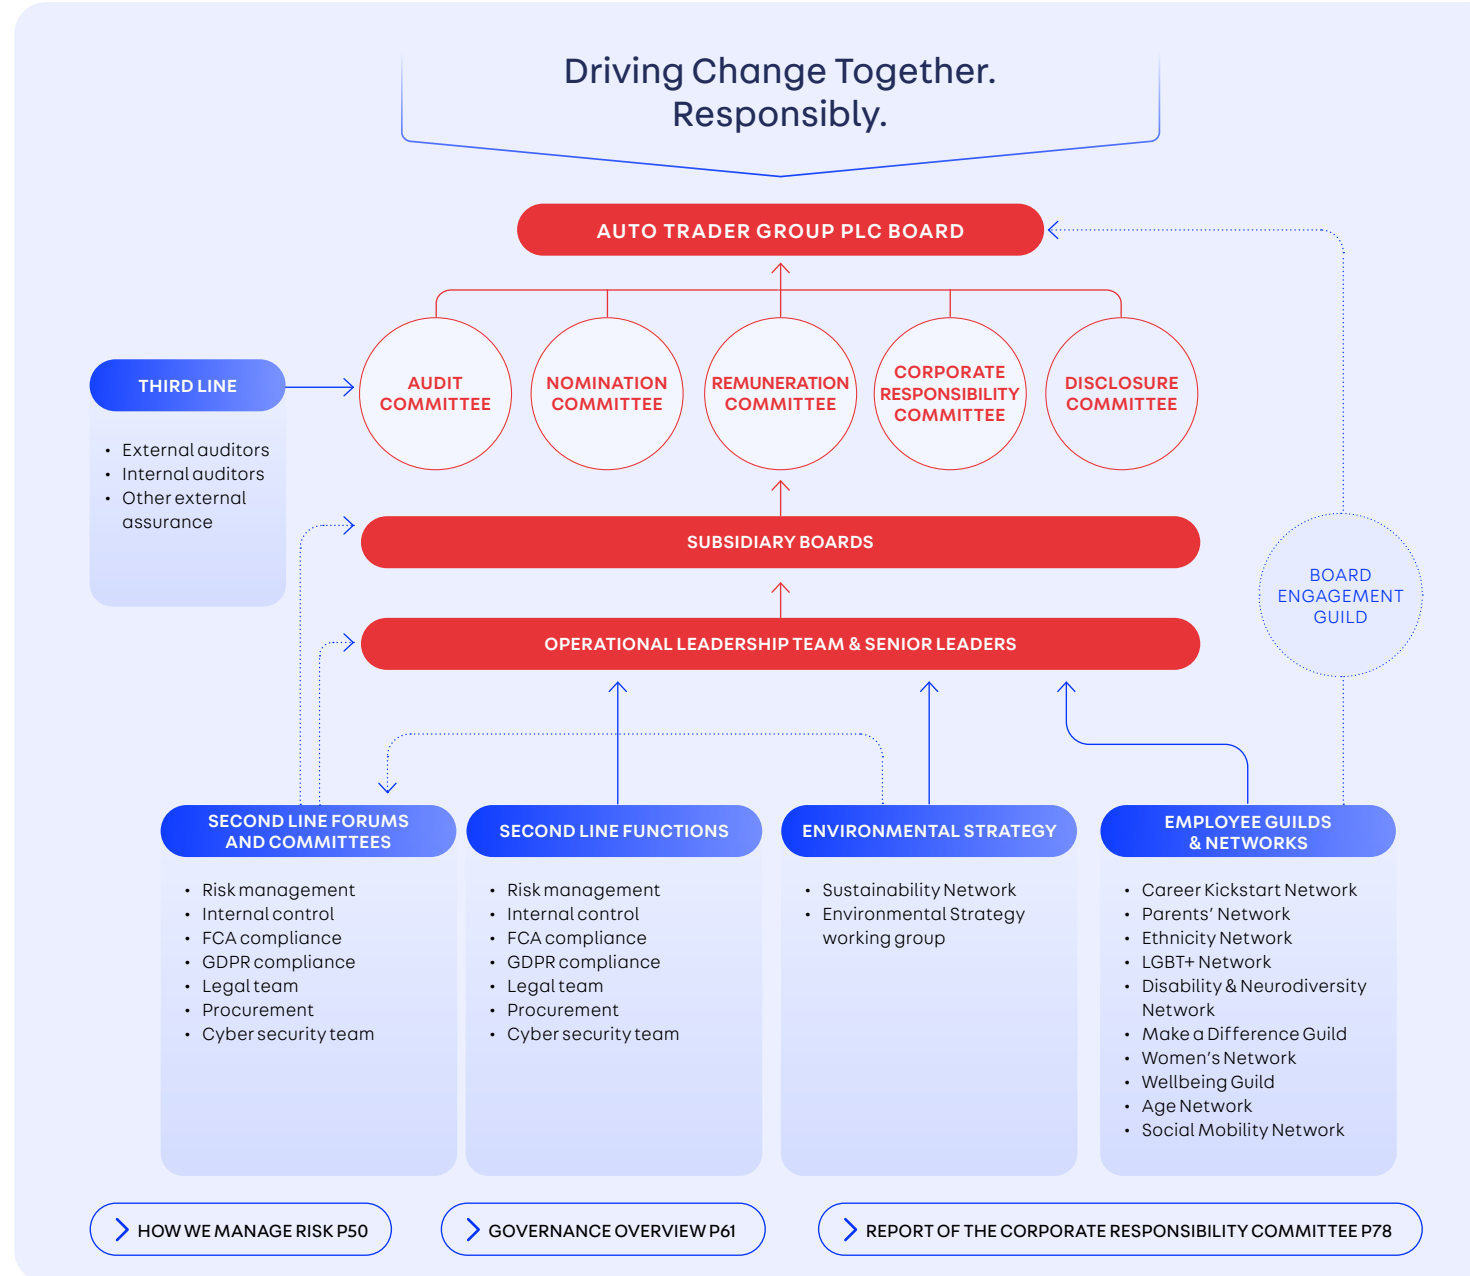 Driving Change Together.
Responsibly.
AUTO TRADER GROUP PLC BOARD
THIRD LINE
• External auditors
• Internal auditors
• Other external
assurance
AUDIT
COMMITTEE
NOMINATION
COMMITTEE
REMUNERATION
COMMITTEE
CORPORATE
RESPONSIBILITY
COMMITTEE
DISCLOSURE
COMMITTEE
SUBSIDIARY BOARDS
BOARD
ENGAGEMENT
GUILD
OPERATIONAL LEADERSHIP TEAM & SENIOR LEADERS
SECOND LINE FORUMS
AND COMMITTEES
• Risk management
• Internal control
• FCA compliance
• GDPR compliance
• Legal team
• Procurement
• Cyber security team
SECOND LINE FUNCTIONS
• Risk management
• Internal control
• FCA compliance
• GDPR compliance
• Legal team
• Procurement
• Cyber security team
ENVIRONMENTAL STRATEGY
• Sustainability Network
• Environmental Strategy
working group
EMPLOYEE GUILDS
& NETWORKS
• Career Kickstart Network
• Parents’ Network
• Ethnicity Network
• LGBT+ Network
• Disability & Neurodiversity
Network
• Make a Difference Guild
• Women’s Network
• Wellbeing Guild
• Age Network
• Social Mobility Network
HOW WE MANAGE RISK P50
GOVERNANCE OVERVIEW P61
REPORT OF THE CORPORATE RESPONSIBILITY COMMITTEE P78